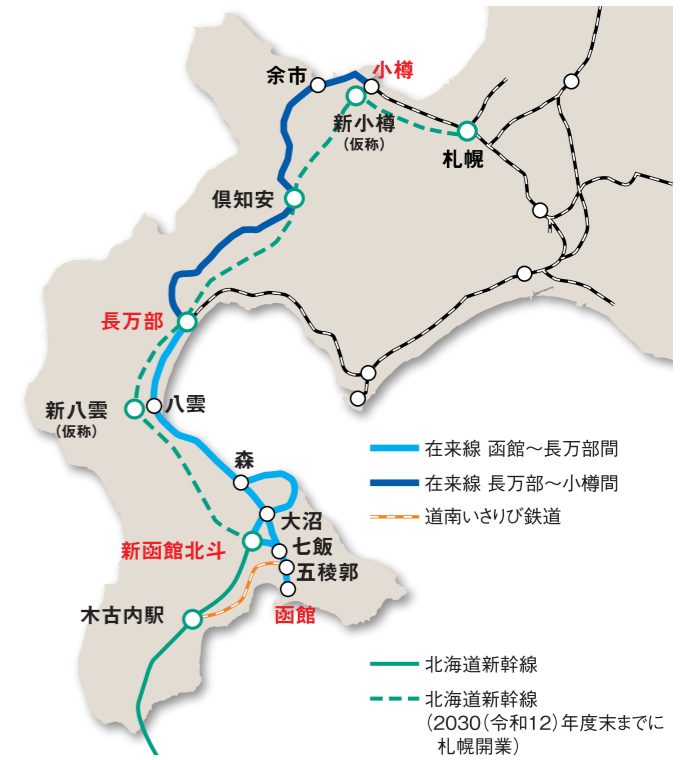 余市
小樽
新小樽
(仮称)
札幌
倶知安
長万部
新八雲
(仮称)
八雲
森
大沼
新函館北斗
七飯
五稜郭
函館
木古内駅
在来線 函館～長万部間
在来線 長万部～小樽間
道南いさりび鉄道
北海道新幹線
北海道新幹線
(2030(令和12)年度末までに
札幌開業)